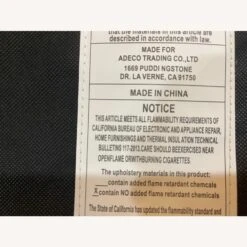 that the materials in this article are
described in accordance with law.
MADE FOR
ADECO TRADING CO.,LTD
1669 PUDDI NGSTONE
DR. LA VERNE, CA91750
MADE IN CHINA
NOTICE
THIS ARTICLE MEETS ALL FLAMMABILITY REQUIREMENTS OF
CALIFORNIA BUREAU OF ELECTRONIC AND APPLIANCE REPAIR,
HOME FURNISHINGS AND THERMAL INSULATION TECHNICAL
BULLETINS 117-2013.CARE SHOULD BEEXERCISED NEAR
OPENFLAME ORWITHBURNING CIGARETTES.
The upholstery materials in this product:
contain added flame retardant chemicals
X contain NO added flame retardant chemicals
The State of California has updated the flammability standard and